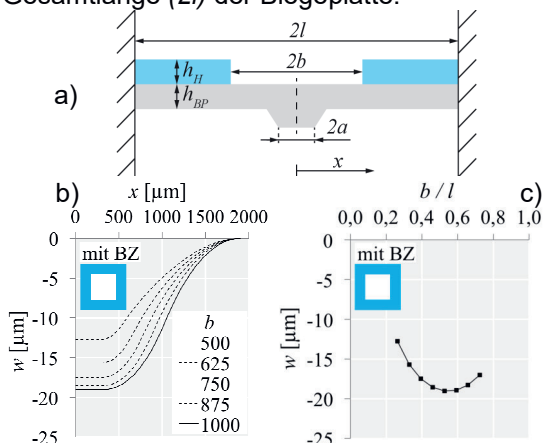 Gesamtlänge (2l) der Biegeplatte.
2l
2b
h_H
h_BP
a)
2a
x
b)
x [µm]
0 500 1000 1500 2000
0
-5
-10
-15
-20
-25
w [µm]
mit BZ
b
500
625
750
875
1000
c)
b / l
0,0 0,2 0,4 0,6 0,8 1,0
0
-5
-10
-15
-20
-25
w [µm]
mit BZ